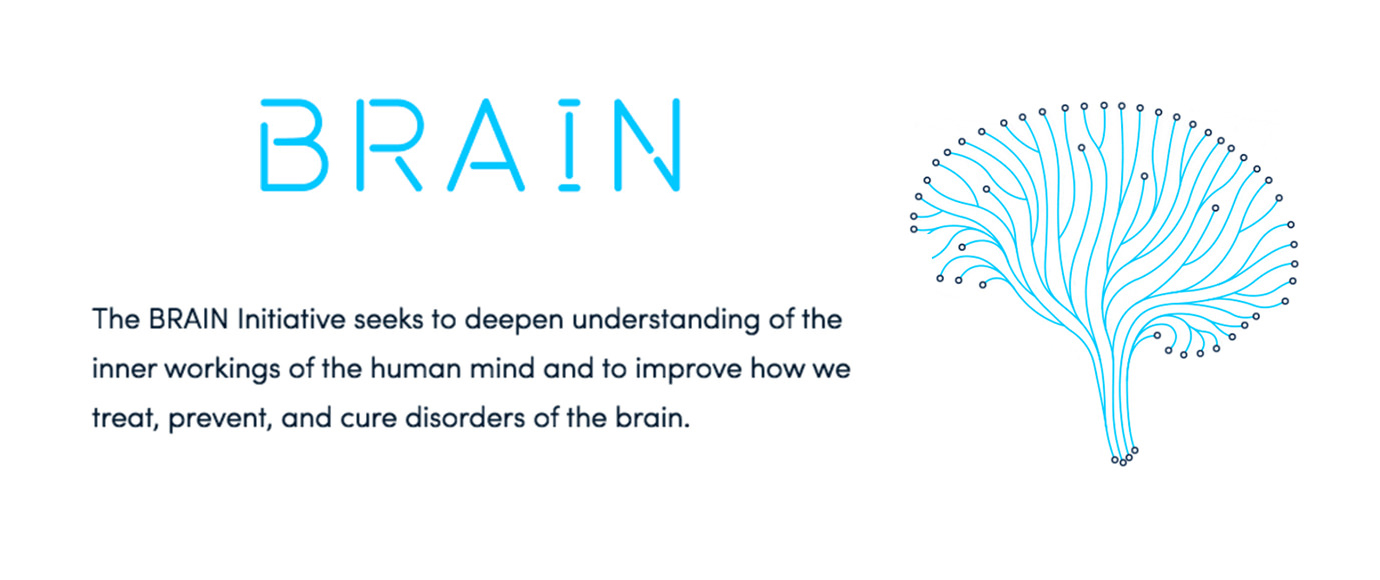 BRAIN
The BRAIN Initiative seeks to deepen understanding of the
inner workings of the human mind and to improve how we
treat, prevent, and cure disorders of the brain.